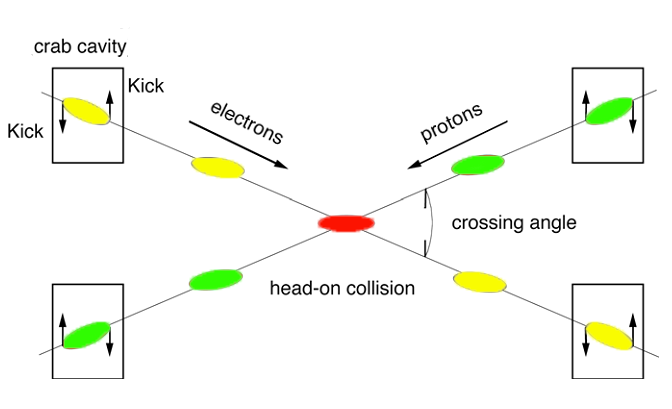 crab cavity
Kick
Kick
electrons
protons
crossing angle
head-on collision